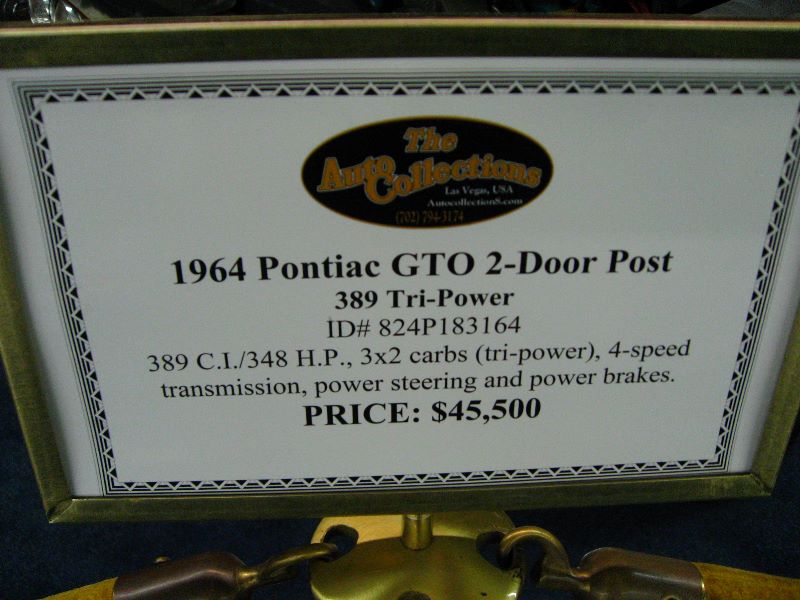 The
Auto Collections
Las Vegas, USA
Autocollections.com
(702) 794-3174
1964 Pontiac GTO 2-Door Post
389 Tri-Power
ID# 824P183164
389 C.I./348 H.P., 3x2 carbs (tri-power), 4-speed
transmission, power steering and power brakes.
PRICE: $45,500